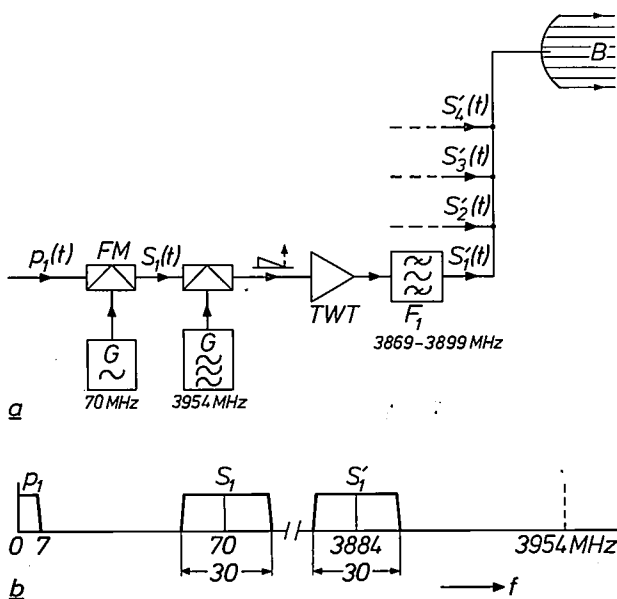 B
S′4(t)
S′3(t)
S′2(t)
p1(t) FM S1(t) S′1(t)
TWT F1
3869–3899 MHz
G G
70 MHz 3954 MHz
a
p1 S1 S′1
0 7 70 3884 3954 MHz
30 30 f
b